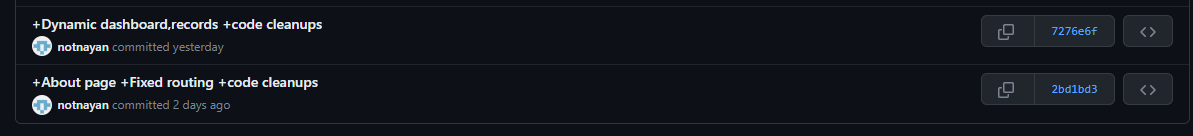 +Dynamic dashboard,records +code cleanups
7276e6f
notnayan committed yesterday
+About page +Fixed routing +code cleanups
2bd1bd3
notnayan committed 2 days ago